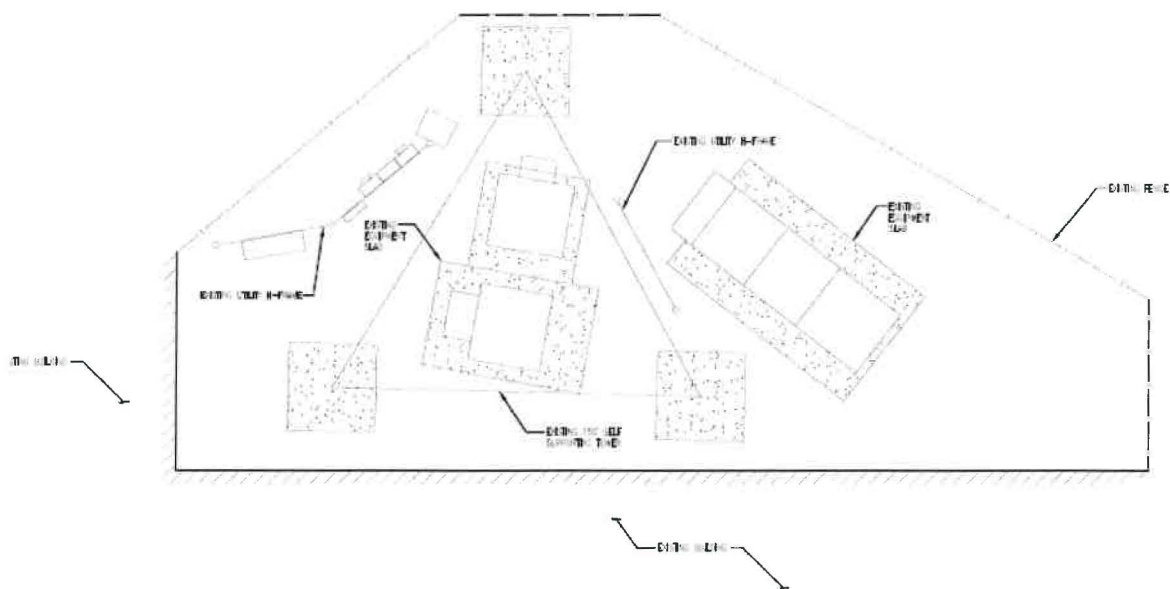 EXISTING UTILITY H-FRAME
EXISTING FENCE
EXISTING
EQUIPMENT
SLAB
EXISTING
EQUIPMENT
SLAB
EXISTING UTILITY H-FRAME
BUILDING
EXISTING SELF
SUPPORTING TOWER
EXISTING BUILDING